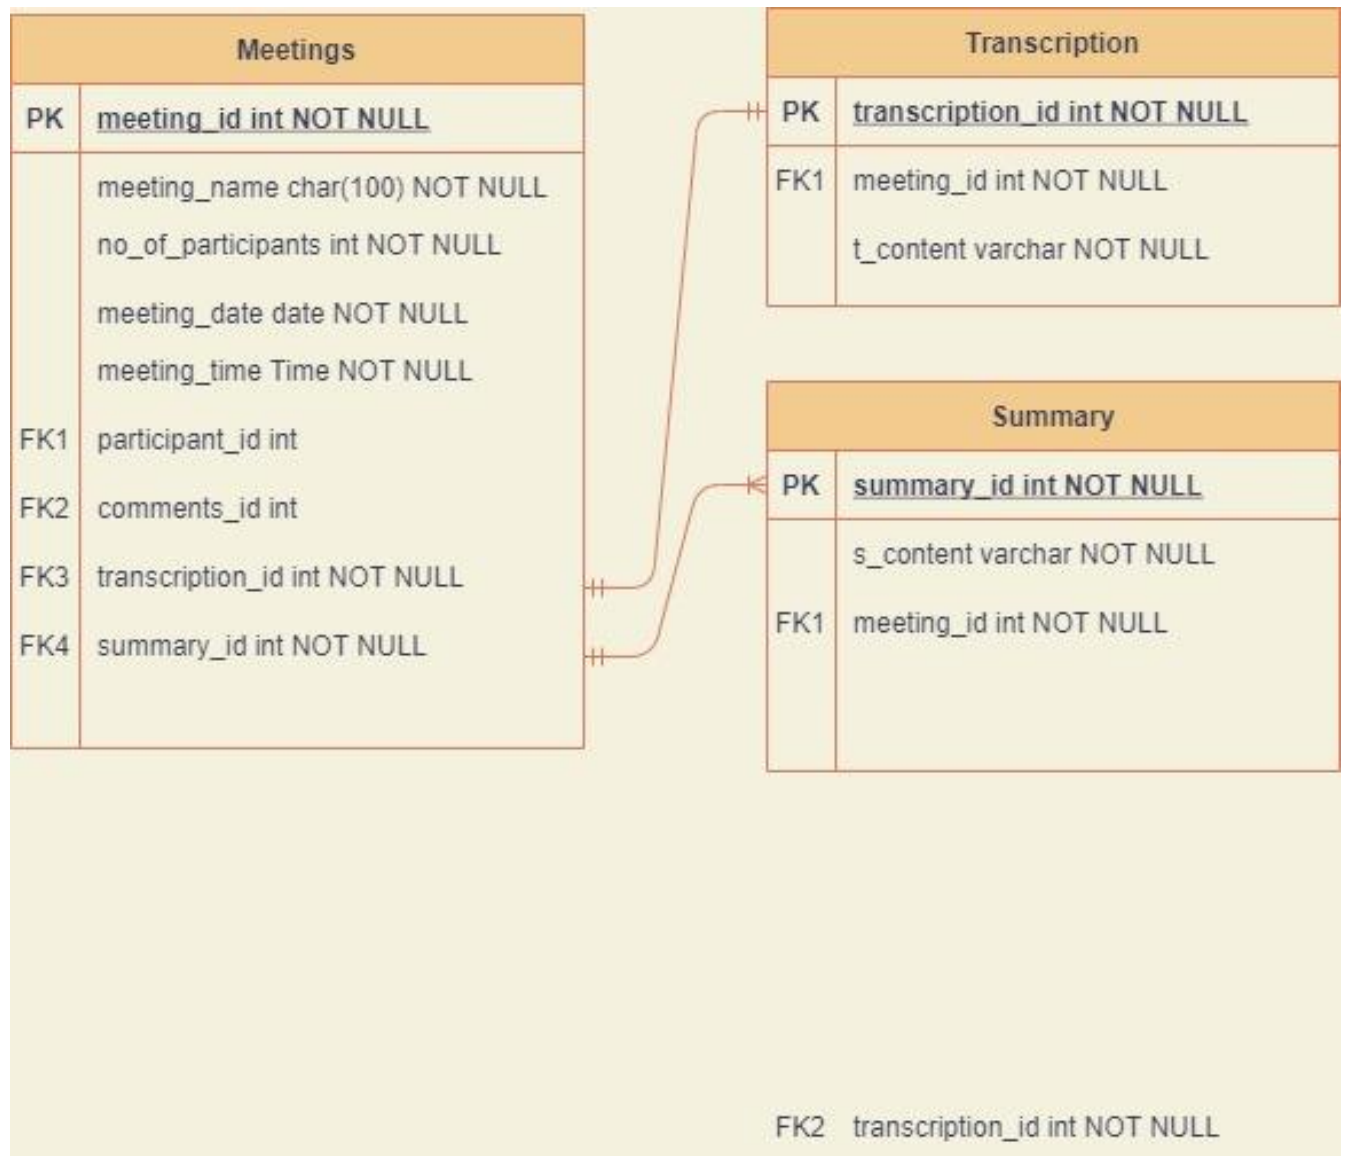 Meetings
PK meeting_id int NOT NULL
meeting_name char(100) NOT NULL
no_of_participants int NOT NULL
meeting_date date NOT NULL
meeting_time Time NOT NULL
FK1 participant_id int
FK2 comments_id int
FK3 transcription_id int NOT NULL
FK4 summary_id int NOT NULL
Transcription
PK transcription_id int NOT NULL
FK1 meeting_id int NOT NULL
t_content varchar NOT NULL
Summary
PK summary_id int NOT NULL
s_content varchar NOT NULL
FK1 meeting_id int NOT NULL
FK2 transcription_id int NOT NULL